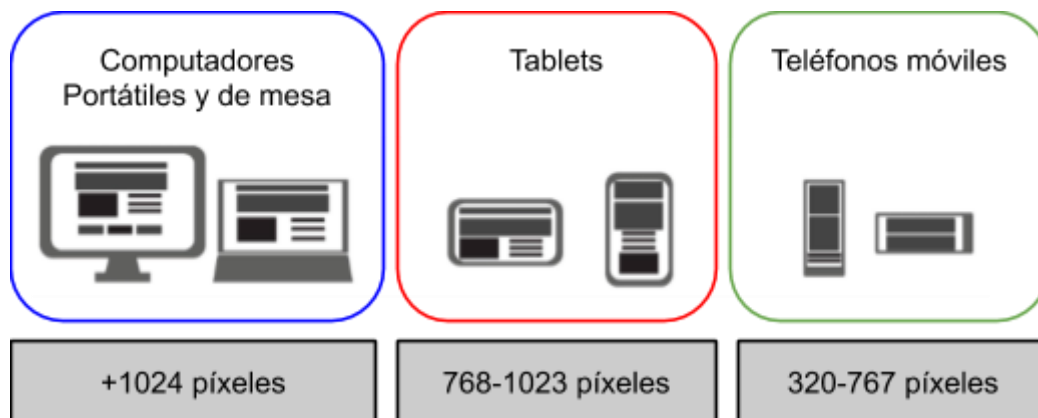 Computadores
Portátiles y de mesa
Tablets
Teléfonos móviles
+1024 píxeles
768-1023 píxeles
320-767 píxeles